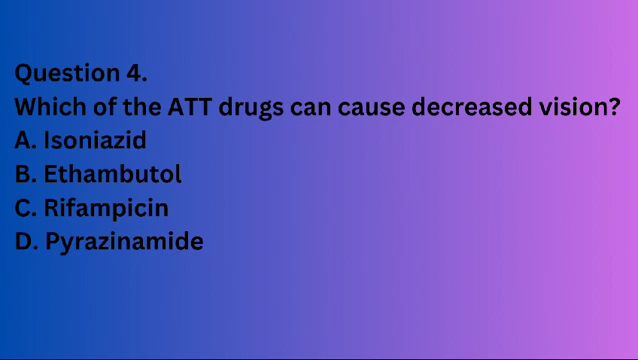 Question 4.
Which of the ATT drugs can cause decreased vision?
A. Isoniazid
B. Ethambutol
C. Rifampicin
D. Pyrazinamide